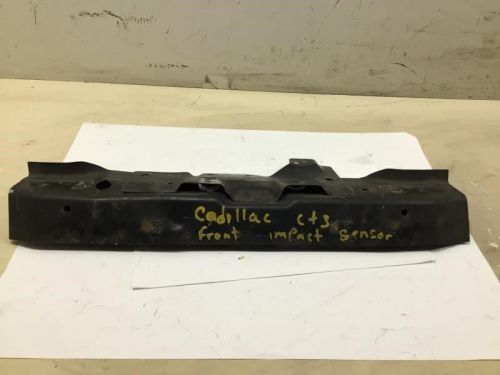 Cadillac cts
front impact sensor